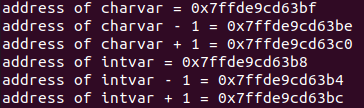 address of charvar = 0x7ffde9cd63bf
address of charvar - 1 = 0x7ffde9cd63be
address of charvar + 1 = 0x7ffde9cd63c0
address of intvar = 0x7ffde9cd63b8
address of intvar - 1 = 0x7ffde9cd63b4
address of intvar + 1 = 0x7ffde9cd63bc